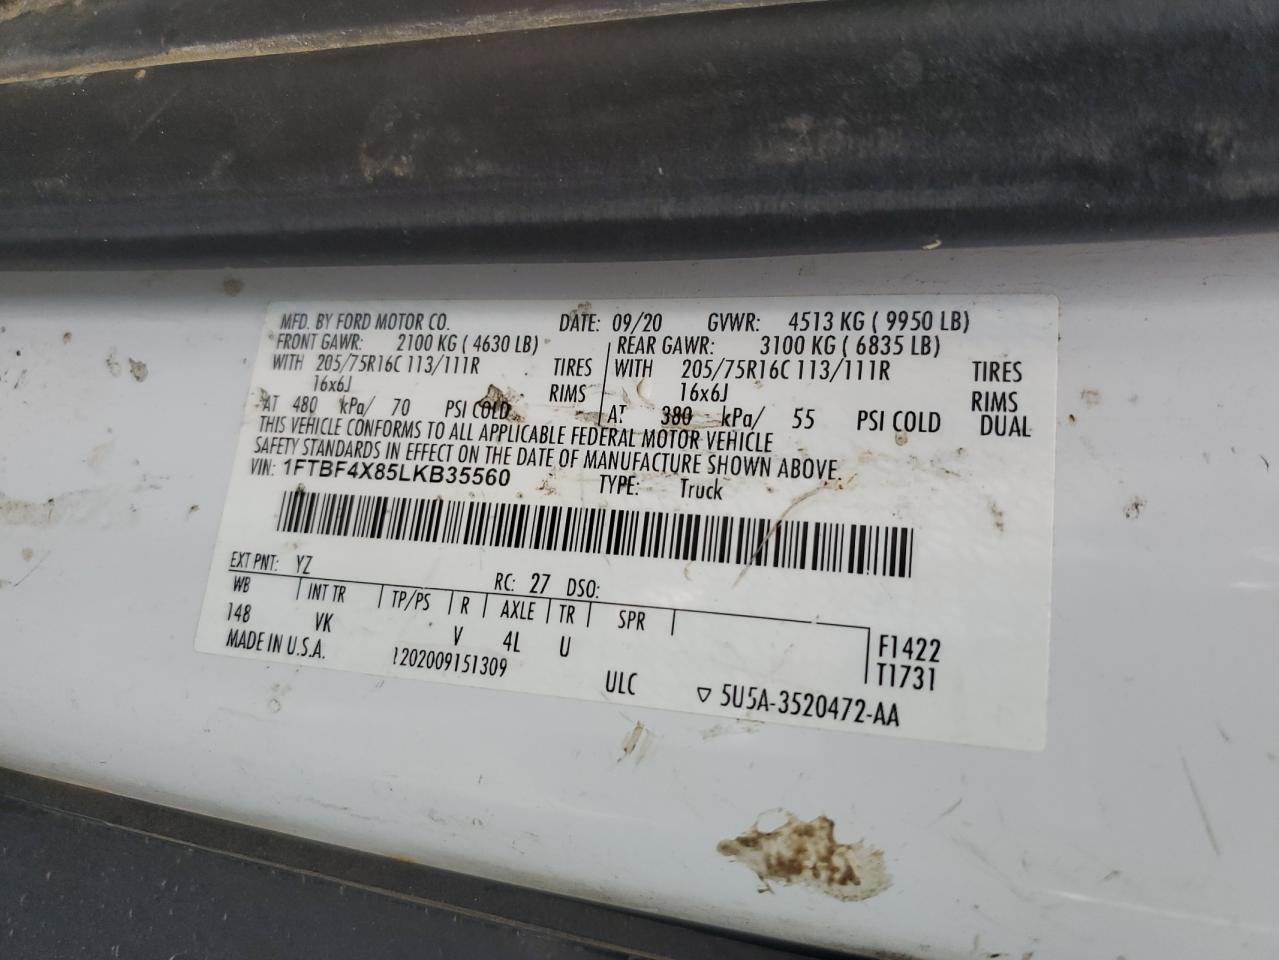 MFD. BY FORD MOTOR CO. DATE: 09/20 GVWR: 4513 KG ( 9950 LB)
FRONT GAWR: 2100 KG ( 4630 LB) REAR GAWR: 3100 KG ( 6835 LB)
WITH 205/75R16C 113/111R TIRES WITH 205/75R16C 113/111R TIRES
16x6J RIMS 16x6J RIMS
AT 480 kPa/ 70 PSI COLD AT 380 kPa/ 55 PSI COLD DUAL
THIS VEHICLE CONFORMS TO ALL APPLICABLE FEDERAL MOTOR VEHICLE
SAFETY STANDARDS IN EFFECT ON THE DATE OF MANUFACTURE SHOWN ABOVE.
VIN: 1FTBF4X85LKB35560 TYPE: Truck
EXT PNT: YZ RC: 27 DSO:
WB INT TR TP/PS R AXLE TR SPR
148 VK V 4L U F1422
T1731
MADE IN U.S.A. 1202009151309 ULC ▽ 5U5A-3520472-AA